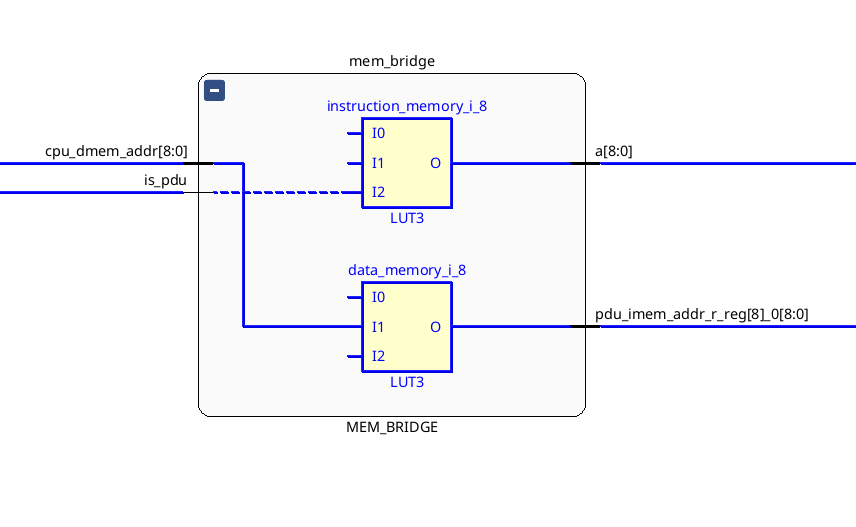 mem_bridge
instruction_memory_i_8
cpu_dmem_addr[8:0]
is_pdu
I0
I1
I2
O
LUT3
a[8:0]
data_memory_i_8
I0
I1
I2
O
LUT3
pdu_imem_addr_r_reg[8]_0[8:0]
MEM_BRIDGE